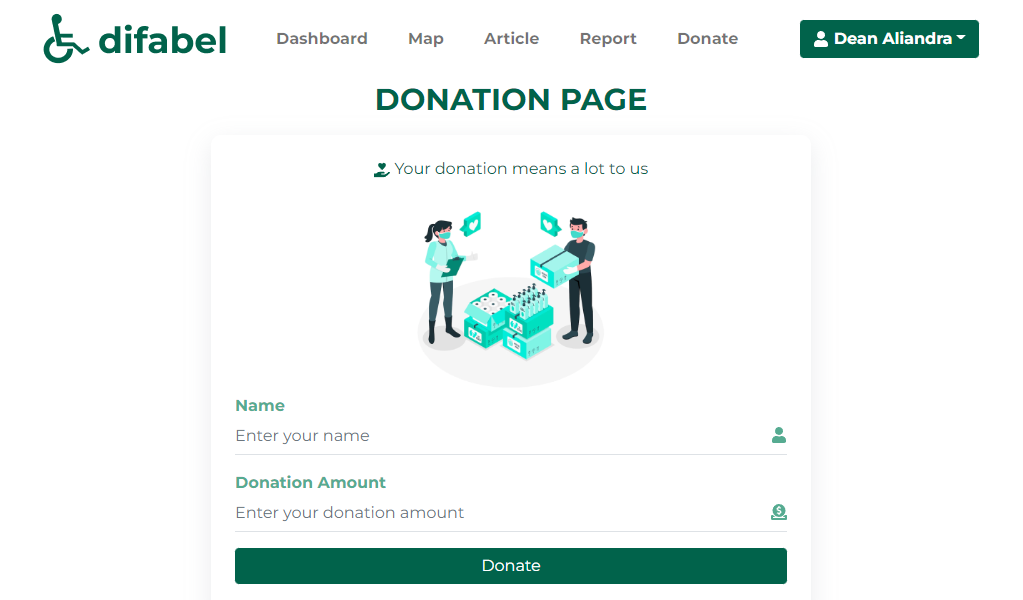 difabel
Dashboard
Map
Article
Report
Donate
Dean Aliandra
DONATION PAGE
Your donation means a lot to us
Name
Enter your name
Donation Amount
Enter your donation amount
Donate